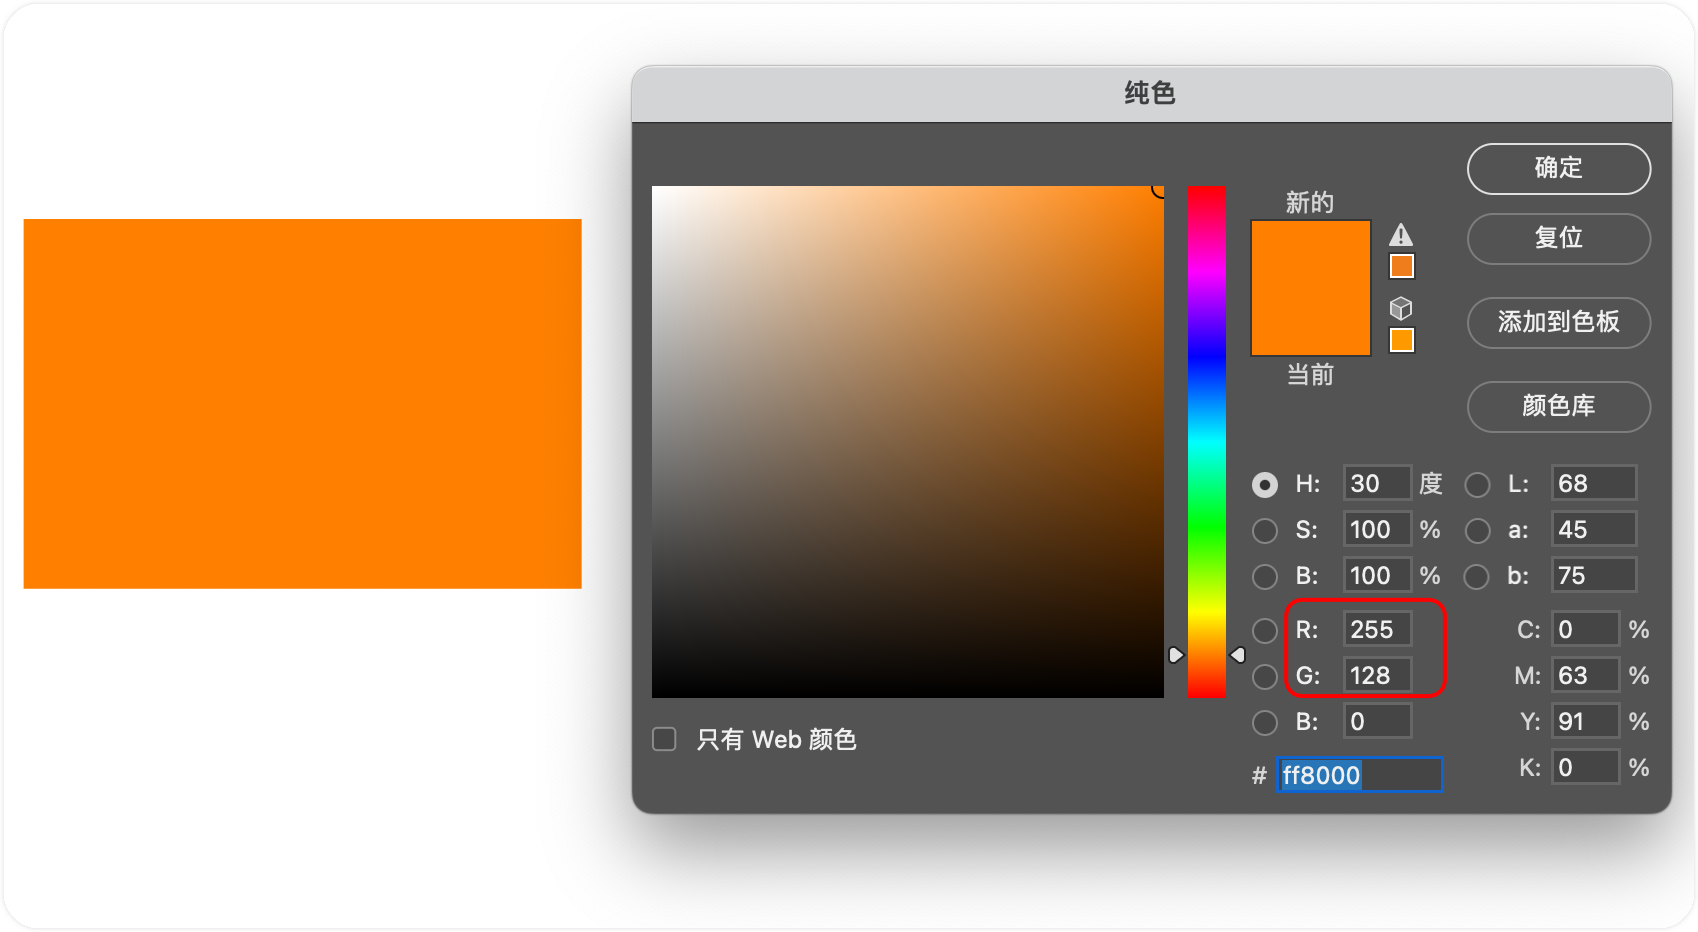 纯色
确定
复位
添加到色板
颜色库
新的
当前
H: 30 度
S: 100 %
B: 100 %
R: 255
G: 128
B: 0
# ff8000
L: 68
a: 45
b: 75
C: 0 %
M: 63 %
Y: 91 %
K: 0 %
只有 Web 颜色